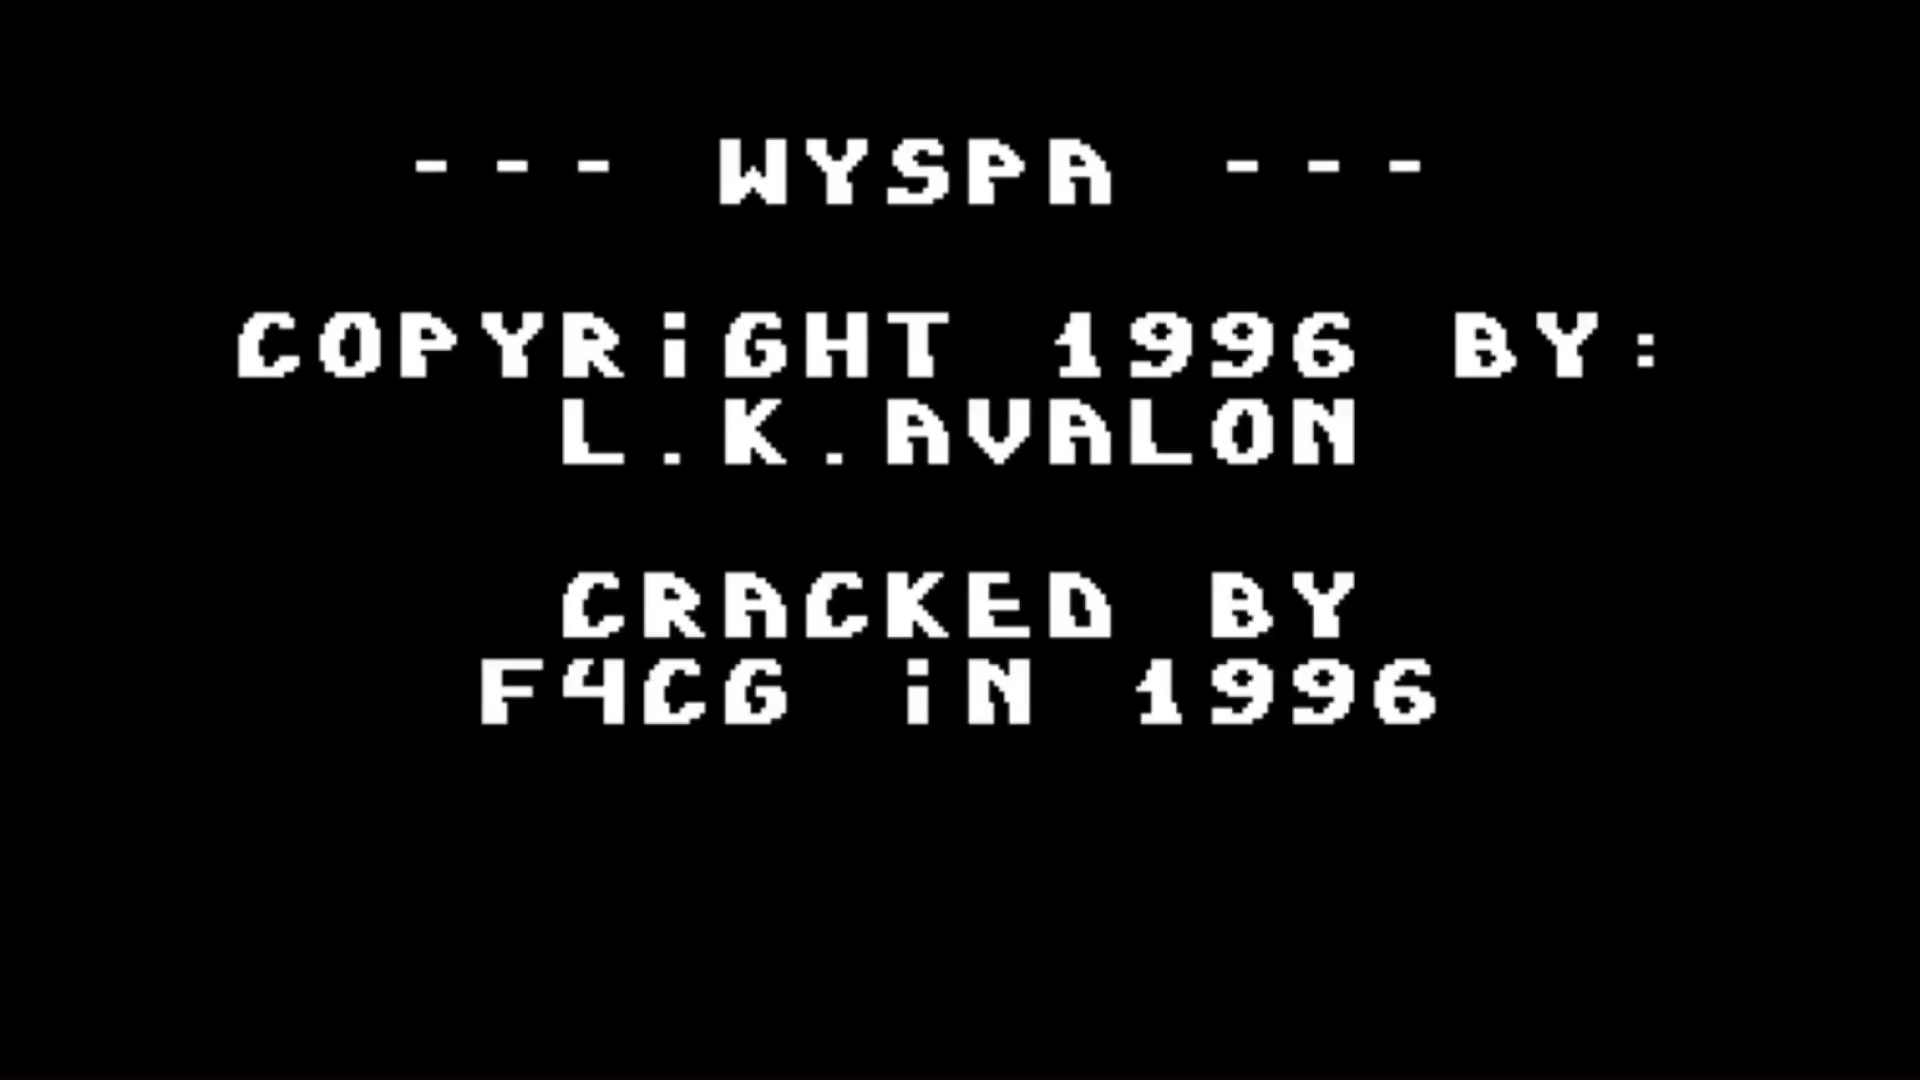 --- WYSPA ---
COPYRiGHT 1996 BY:
L.K.AVALON
CRACKED BY
F4CG iN 1996